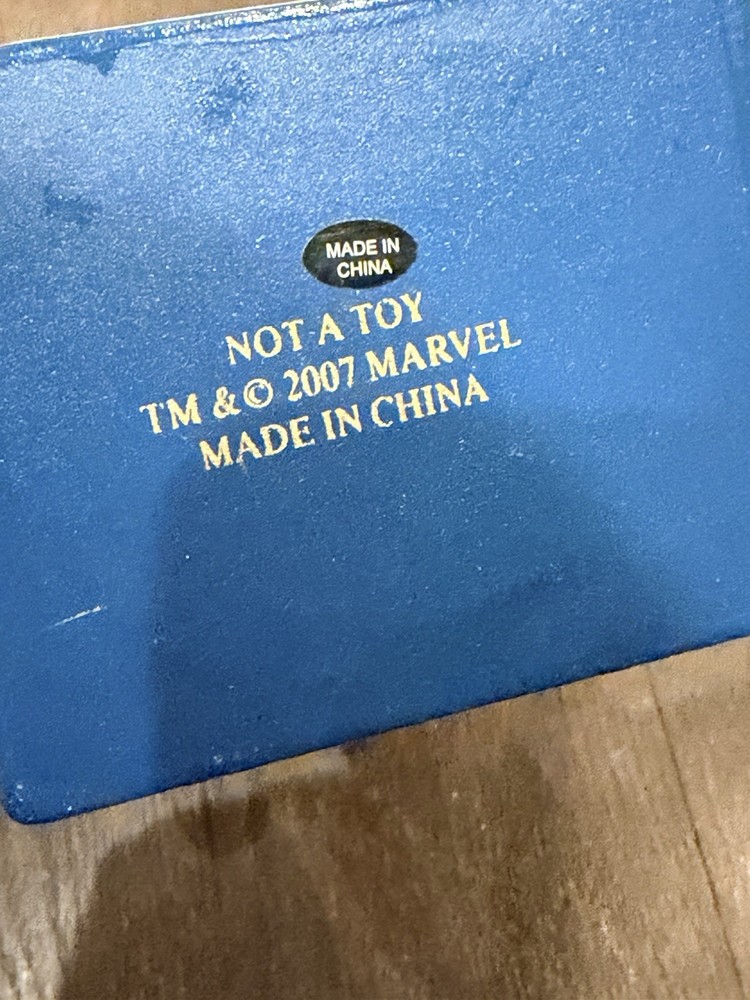 MADE IN
CHINA
NOT A TOY
TM & © 2007 MARVEL
MADE IN CHINA